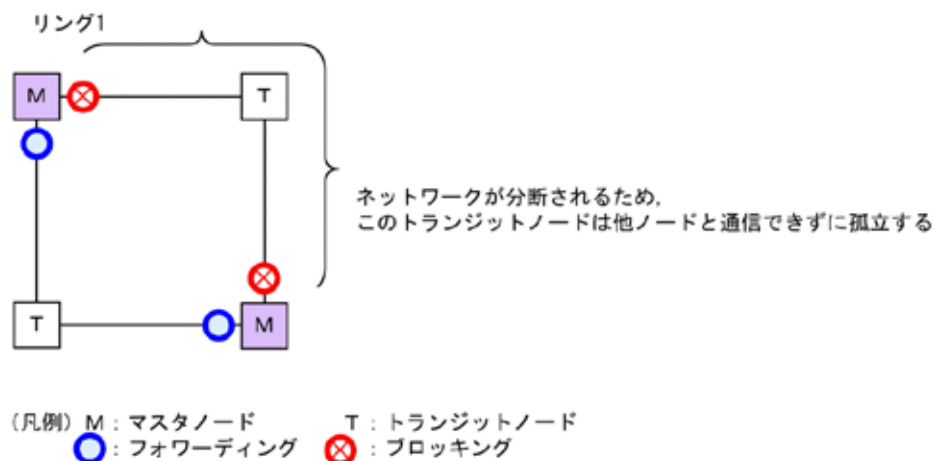 リング1
M
T
ネットワークが分断されるため,
このトランジットノードは他ノードと通信できずに孤立する
T
M
(凡例) M : マスタノード T : トランジットノード
: フォワーディング : ブロッキング